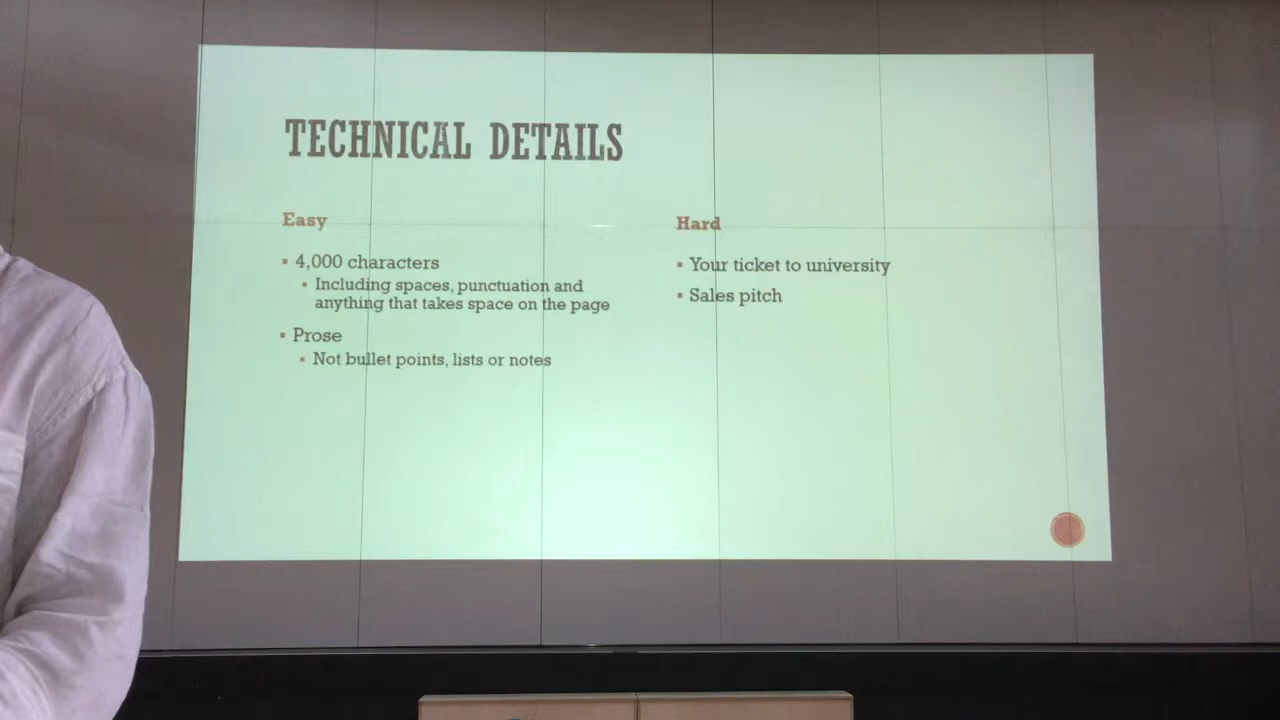 TECHNICAL DETAILS
Easy
▪ 4,000 characters
▪ Including spaces, punctuation and
anything that takes space on the page
▪ Prose
▪ Not bullet points, lists or notes
Hard
▪ Your ticket to university
▪ Sales pitch